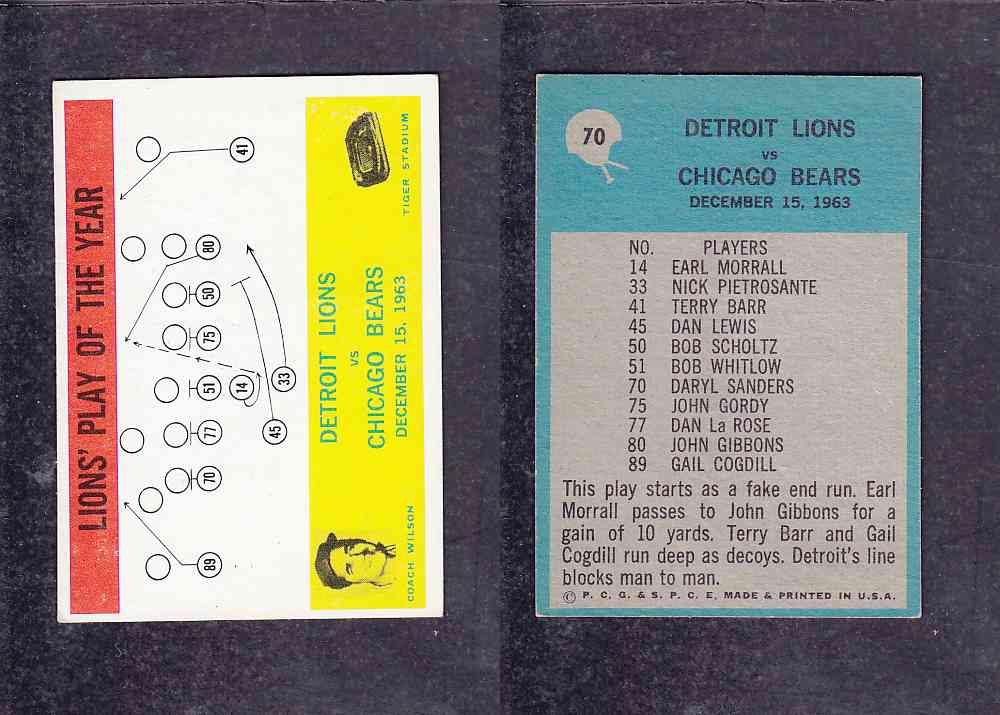 LIONS' PLAY OF THE YEAR
41
80
50
75
51
14
33
77
45
70
89
DETROIT LIONS
VS
CHICAGO BEARS
DECEMBER 15, 1963
TIGER STADIUM
COACH WILSON
70
DETROIT LIONS
VS
CHICAGO BEARS
DECEMBER 15, 1963
NO. PLAYERS
14 EARL MORRALL
33 NICK PIETROSANTE
41 TERRY BARR
45 DAN LEWIS
50 BOB SCHOLTZ
51 BOB WHITLOW
70 DARYL SANDERS
75 JOHN GORDY
77 DAN La ROSE
80 JOHN GIBBONS
89 GAIL COGDILL
This play starts as a fake end run. Earl
Morrall passes to John Gibbons for a
gain of 10 yards. Terry Barr and Gail
Cogdill run deep as decoys. Detroit's line
blocks man to man.
© P. C. G. & S. P. C. E, MADE & PRINTED IN U.S.A.